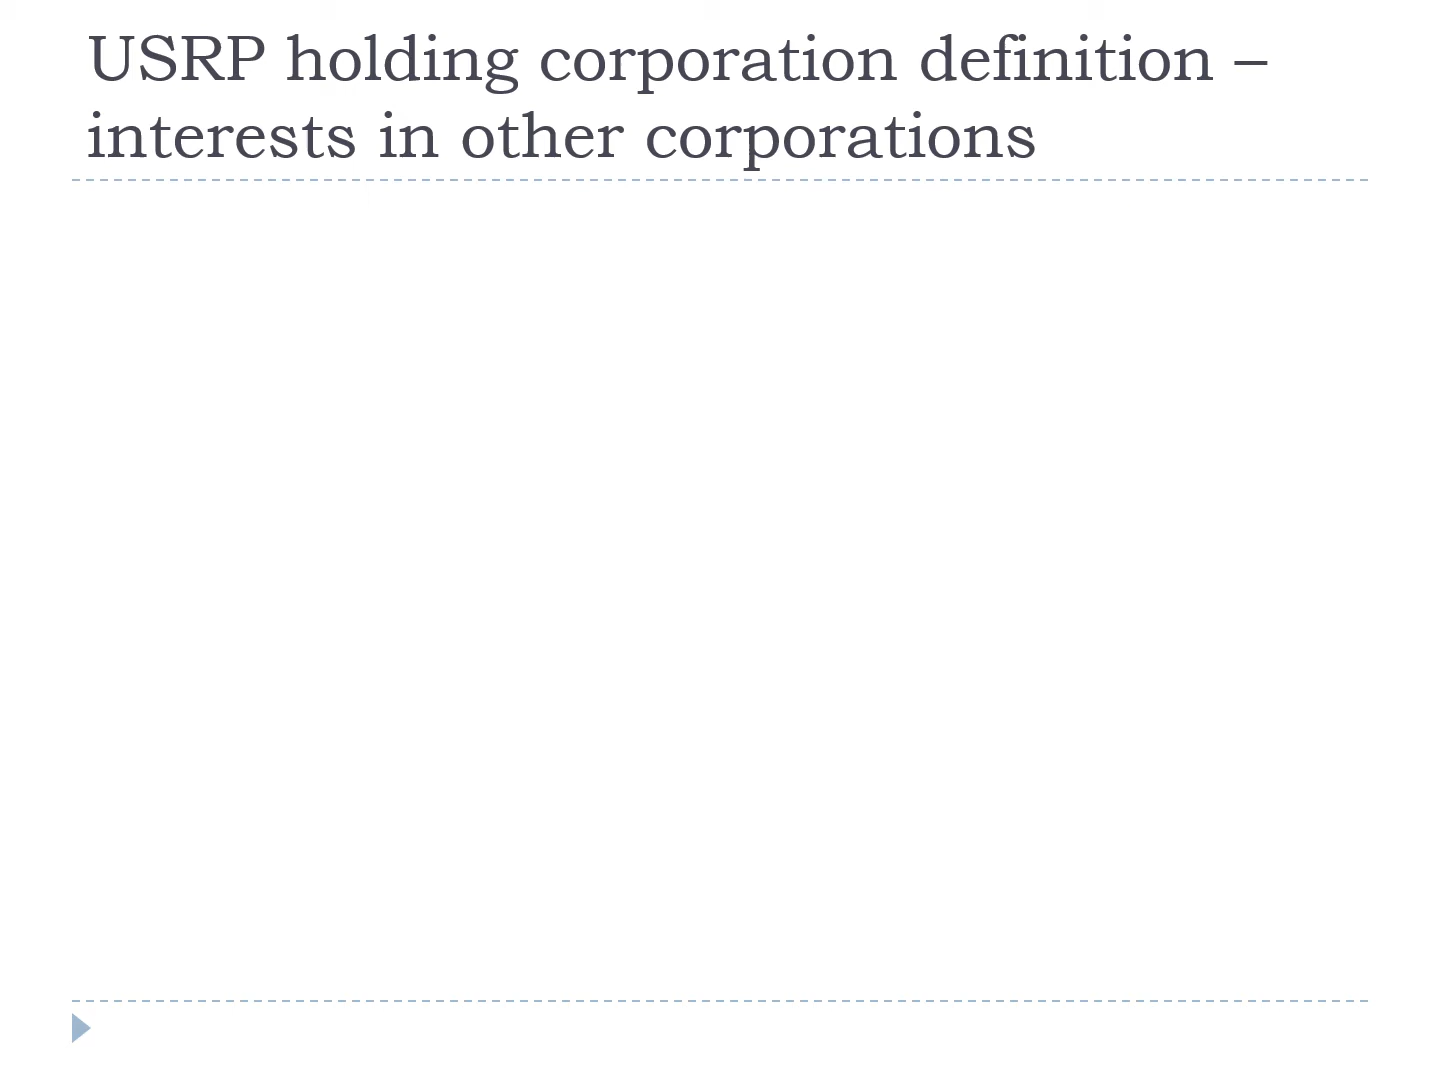 USRP holding corporation definition –
interests in other corporations